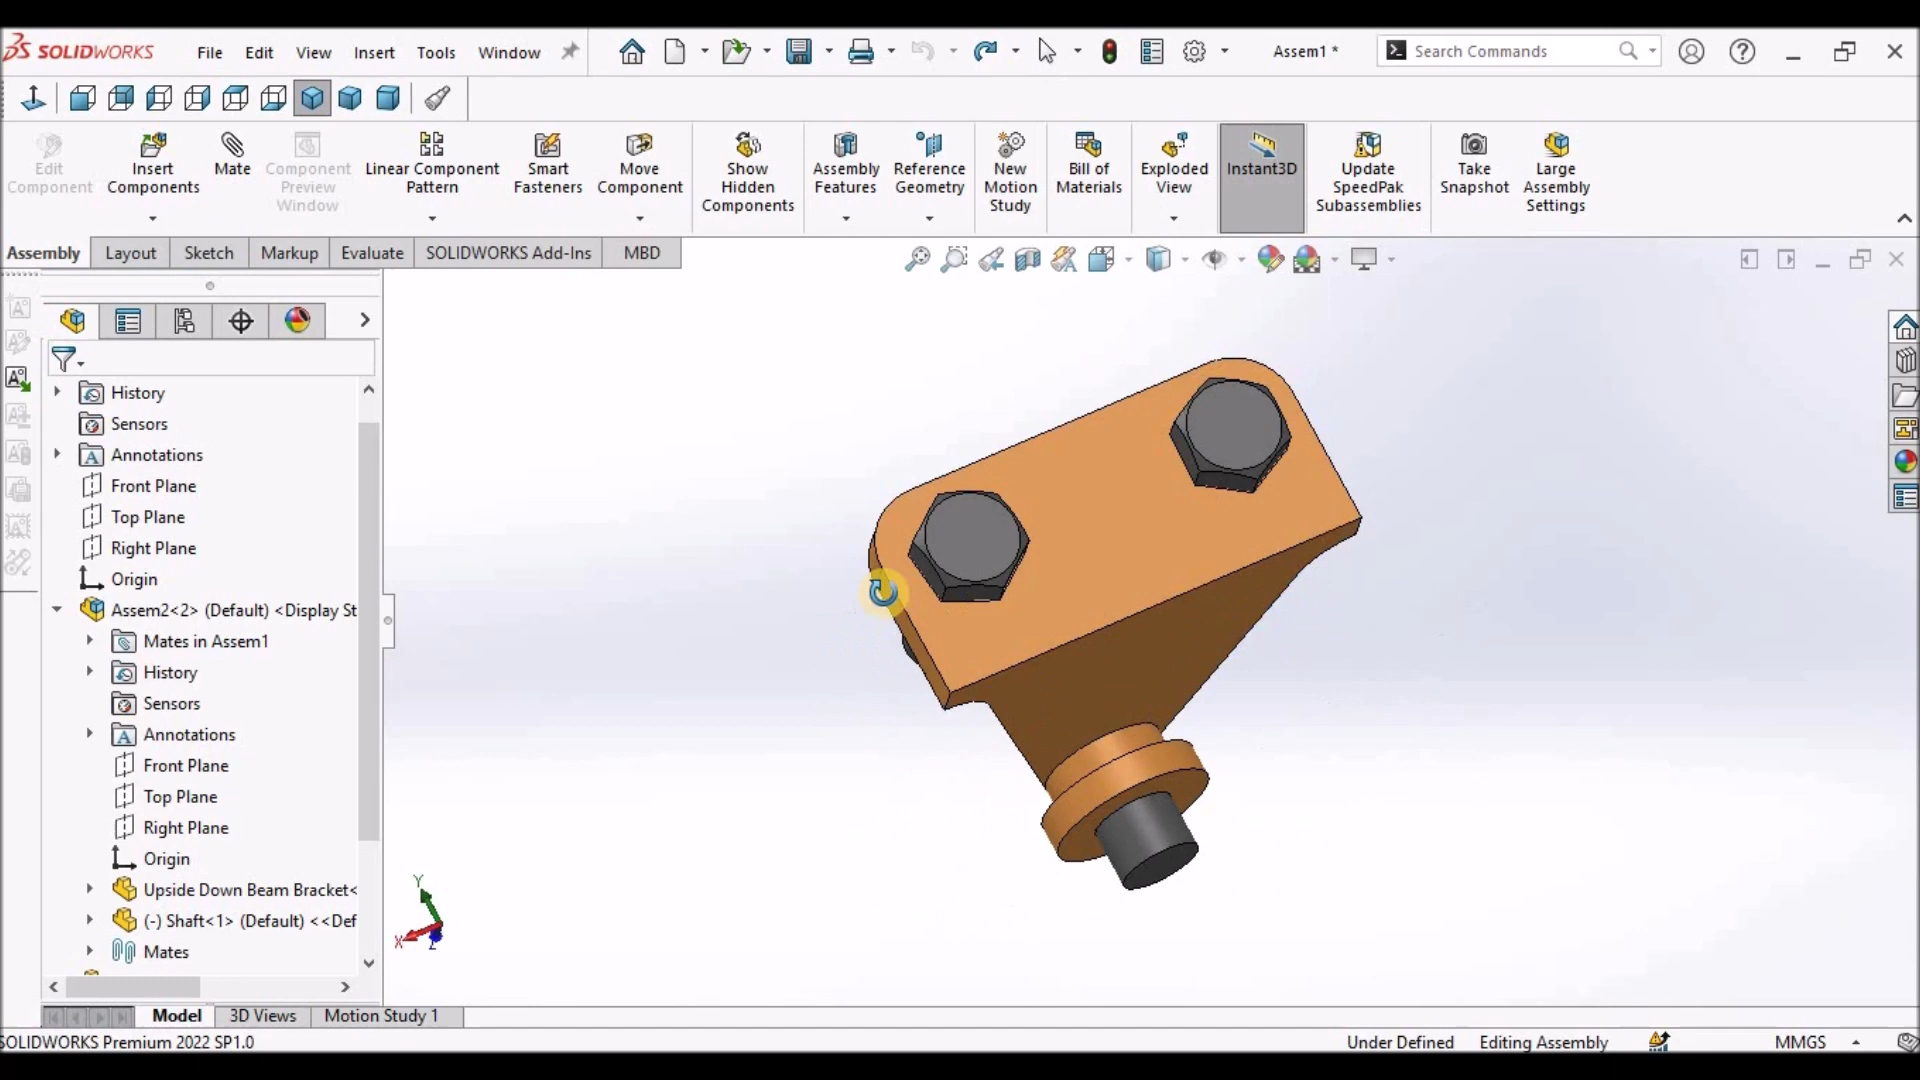 SOLIDWORKS File Edit View Insert Tools Window Assem1 * Search Commands
Edit Component
Insert Components
Mate
Component Preview Window
Linear Component Pattern
Smart Fasteners
Move Component
Show Hidden Components
Assembly Features
Reference Geometry
New Motion Study
Bill of Materials
Exploded View
Instant3D
Update SpeedPak Subassemblies
Take Snapshot
Large Assembly Settings
Assembly Layout Sketch Markup Evaluate SOLIDWORKS Add-Ins MBD
History
Sensors
Annotations
Front Plane
Top Plane
Right Plane
Origin
Assem2<2> (Default) <Display St
Mates in Assem1
History
Sensors
Annotations
Front Plane
Top Plane
Right Plane
Origin
Upside Down Beam Bracket<
(-) Shaft<1> (Default) <<Def
Mates
Y
X
Z
Model 3D Views Motion Study 1
SOLIDWORKS Premium 2022 SP1.0 Under Defined Editing Assembly MMGS